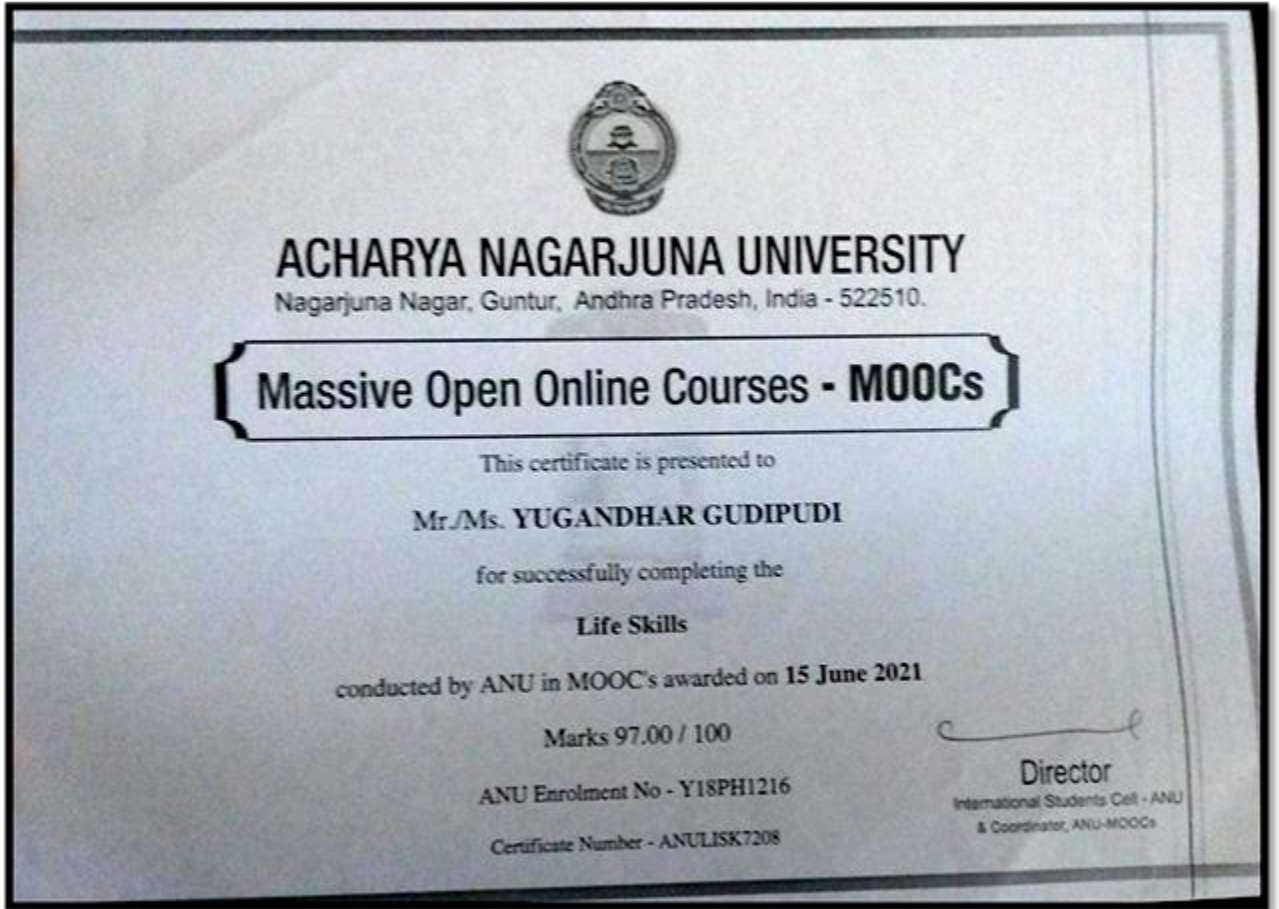 ACHARYA NAGARJUNA UNIVERSITY
Nagarjuna Nagar, Guntur, Andhra Pradesh, India - 522510.
Massive Open Online Courses - MOOCs
This certificate is presented to
Mr./Ms. YUGANDHAR GUDIPUDI
for successfully completing the
Life Skills
conducted by ANU in MOOC's awarded on 15 June 2021
Marks 97.00 / 100
ANU Enrolment No - Y18PH1216
Certificate Number - ANULISK7208
Director
International Students Cell - ANU
& Coordinator, ANU-MOOCs